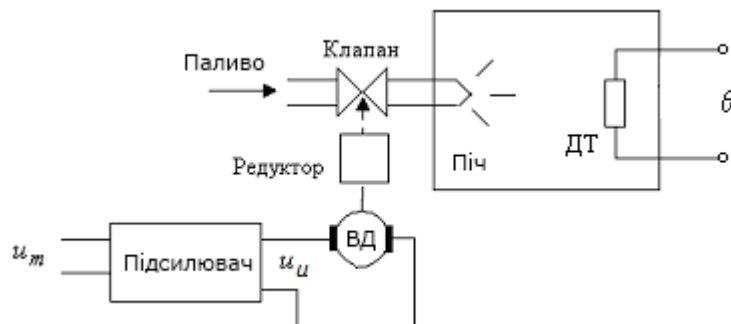 Клапан
Паливо
θ
ДТ
Піч
Редуктор
ВД
u_m
Підсилювач
u_u